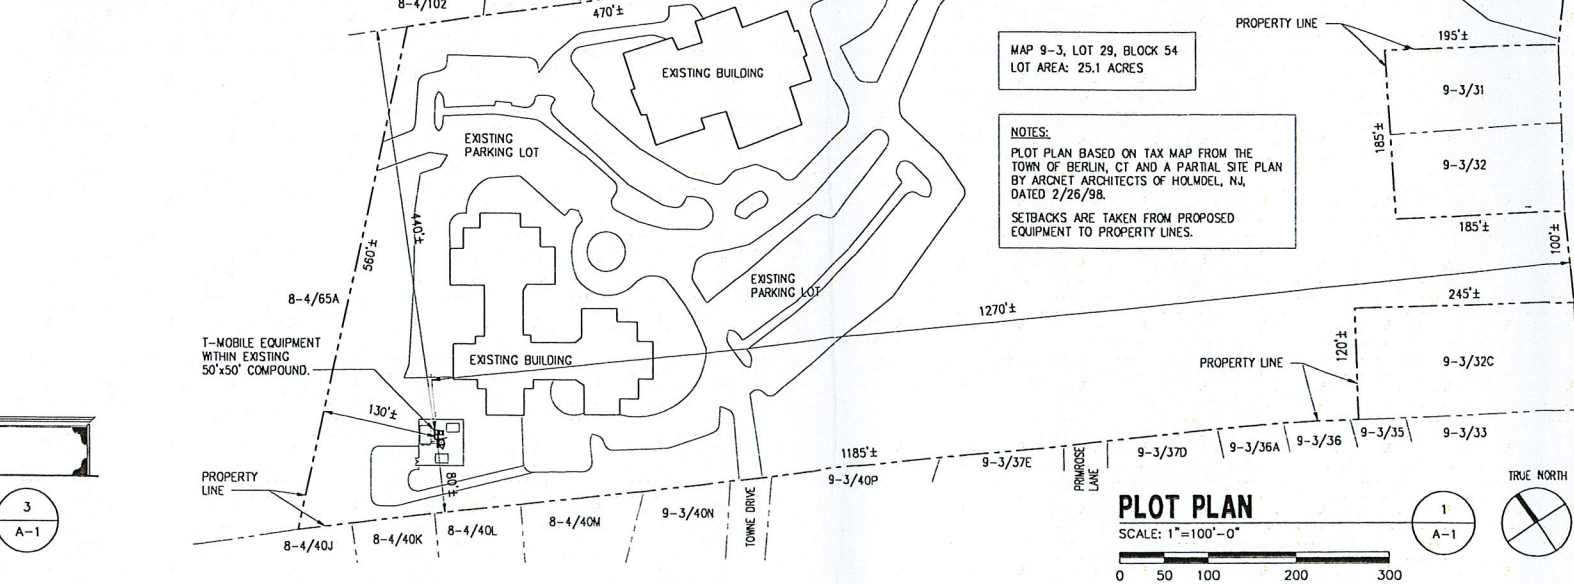 8-4/102
470'±
EXISTING BUILDING
EXISTING
PARKING LOT
440'±
560'±
8-4/65A
T-MOBILE EQUIPMENT
WITHIN EXISTING
50'x50' COMPOUND.
130'±
80'±
EXISTING BUILDING
EXISTING
PARKING LOT
1270'±
1185'±
PROPERTY
LINE
8-4/40J
8-4/40K
8-4/40L
8-4/40M
9-3/40N
TOWNE DRIVE
9-3/40P
9-3/37E
PRIMROSE
LANE
9-3/37D
9-3/36A
9-3/36
9-3/35
9-3/33
MAP 9-3, LOT 29, BLOCK 54
LOT AREA: 25.1 ACRES
NOTES:
PLOT PLAN BASED ON TAX MAP FROM THE
TOWN OF BERLIN, CT AND A PARTIAL SITE PLAN
BY ARCNET ARCHITECTS OF HOLMDEL, NJ,
DATED 2/26/98.
SETBACKS ARE TAKEN FROM PROPOSED
EQUIPMENT TO PROPERTY LINES.
PROPERTY LINE
195'±
9-3/31
185'±
9-3/32
185'±
100'±
245'±
120'±
PROPERTY LINE
9-3/32C
3
A-1
PLOT PLAN
SCALE: 1"=100'-0"
0 50 100 200 300
1
A-1
TRUE NORTH